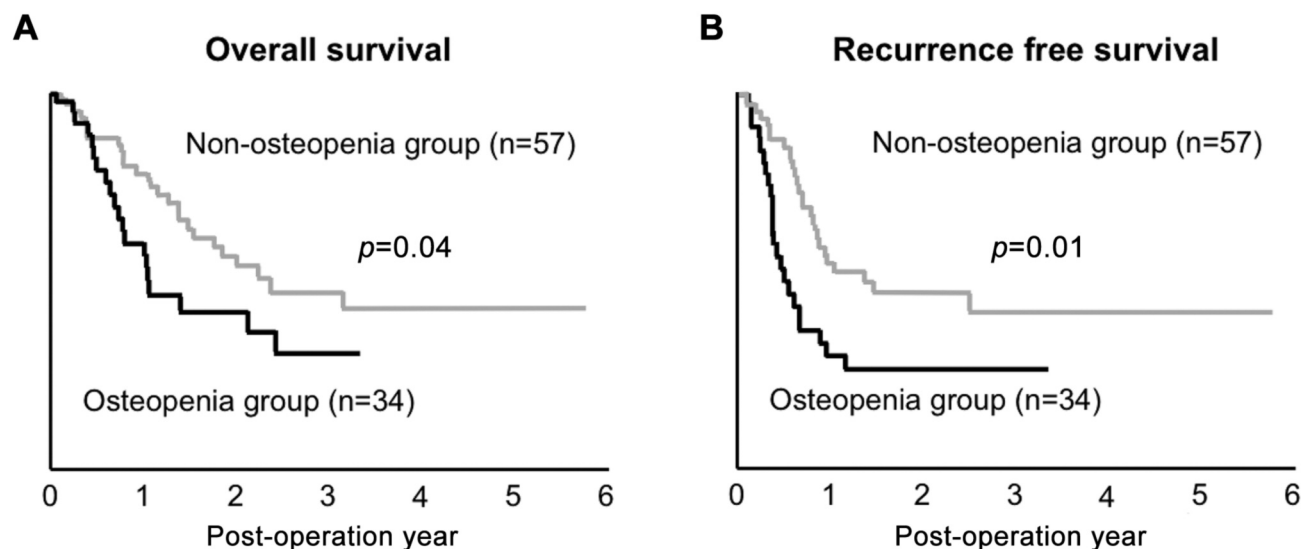 A
Overall survival
Non-osteopenia group (n=57)
p=0.04
Osteopenia group (n=34)
0 1 2 3 4 5 6
Post-operation year
B
Recurrence free survival
Non-osteopenia group (n=57)
p=0.01
Osteopenia group (n=34)
0 1 2 3 4 5 6
Post-operation year